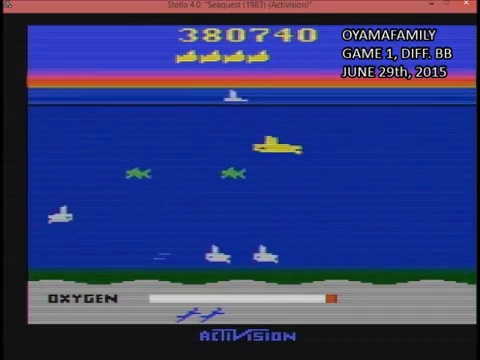 Stella 4.0: "Seaquest (1983) (Activision)"
380740
OYAMAFAMILY
GAME 1, DIFF. BB
JUNE 29th, 2015
OXYGEN
ACTIVISION